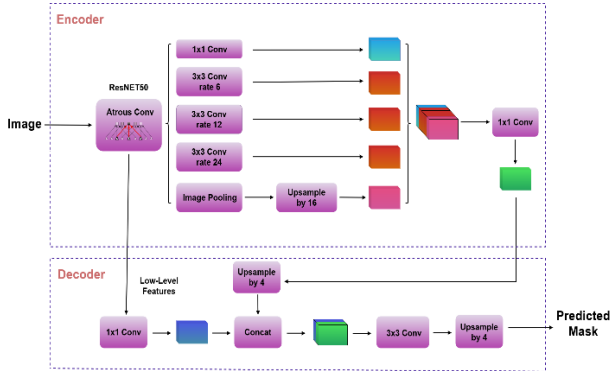 Encoder
ResNET50
Image
Atrous Conv
1x1 Conv
3x3 Conv
rate 6
3x3 Conv
rate 12
3x3 Conv
rate 24
Image Pooling
Upsample
by 16
1x1 Conv
Decoder
Low-Level
Features
Upsample
by 4
1x1 Conv
Concat
3x3 Conv
Upsample
by 4
Predicted
Mask